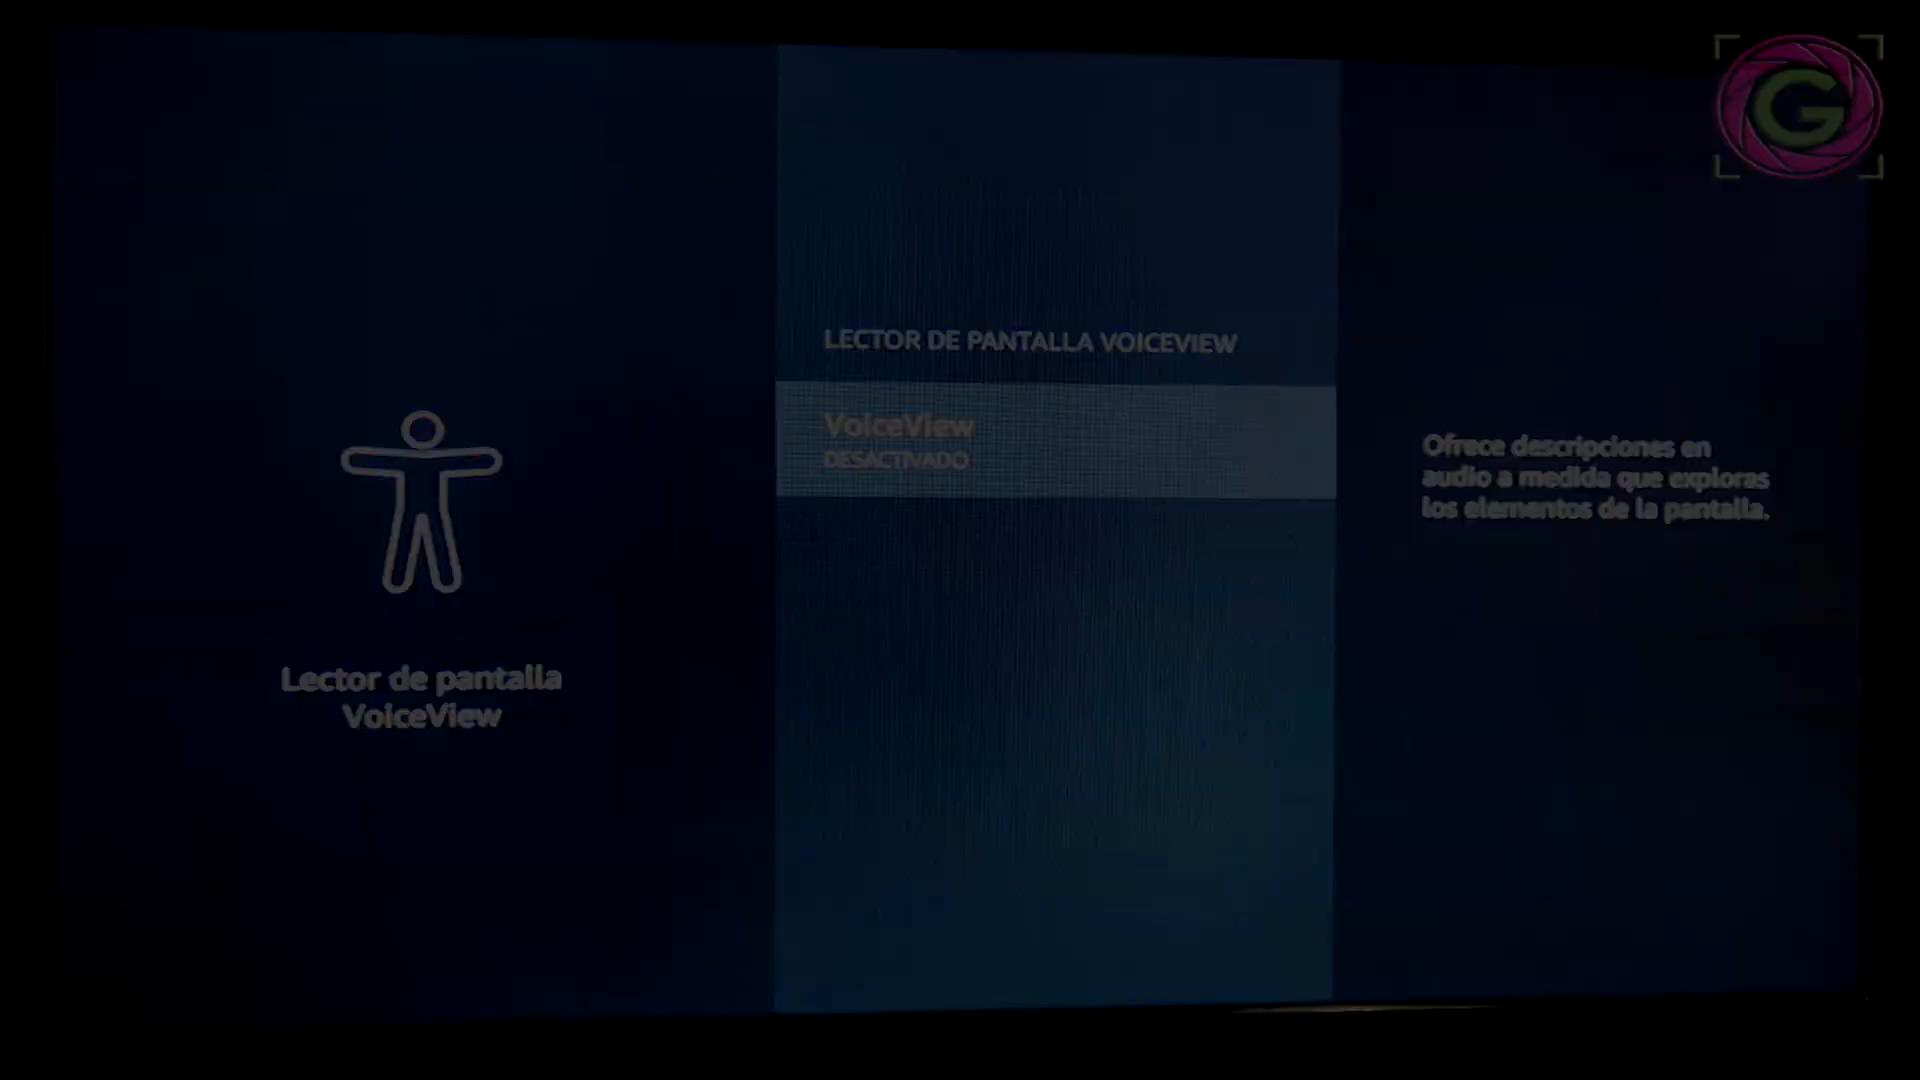 G
LECTOR DE PANTALLA VOICEVIEW
VoiceView
DESACTIVADO
Ofrece descripciones en
audio a medida que exploras
los elementos de la pantalla.
Lector de pantalla
VoiceView